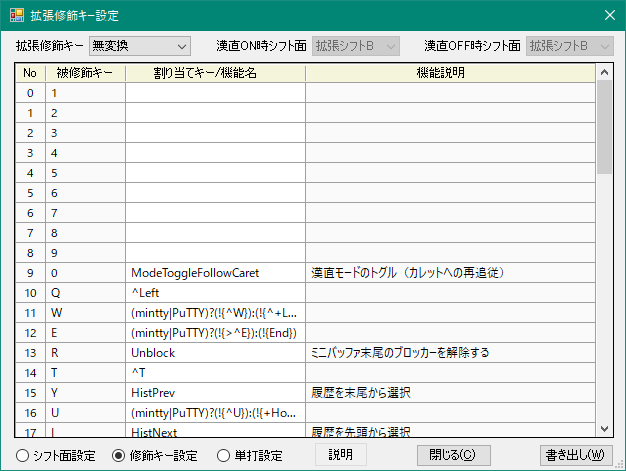 拡張修飾キー設定
拡張修飾キー 無変換 漢直ON時シフト面 拡張シフトB 漢直OFF時シフト面 拡張シフトB
No 被修飾キー 割り当てキー/機能名 機能説明
0 1
1 2
2 3
3 4
4 5
5 6
6 7
7 8
8 9
9 0 ModeToggleFollowCaret 漢直モードのトグル（カレットへの再追従）
10 Q ^Left
11 W (mintty|PuTTY)?(!{^W}):(!{^+L...
12 E (mintty|PuTTY)?(!{>^E}):(!{End})
13 R Unblock ミニバッファ末尾のブロッカーを解除する
14 T ^T
15 Y HistPrev 履歴を末尾から選択
16 U (mintty|PuTTY)?(!{^U}):(!{+Ho...
17 I HistNext 履歴を先頭から選択
シフト面設定 修飾キー設定 単打設定 説明 閉じる(C) 書き出し(W)